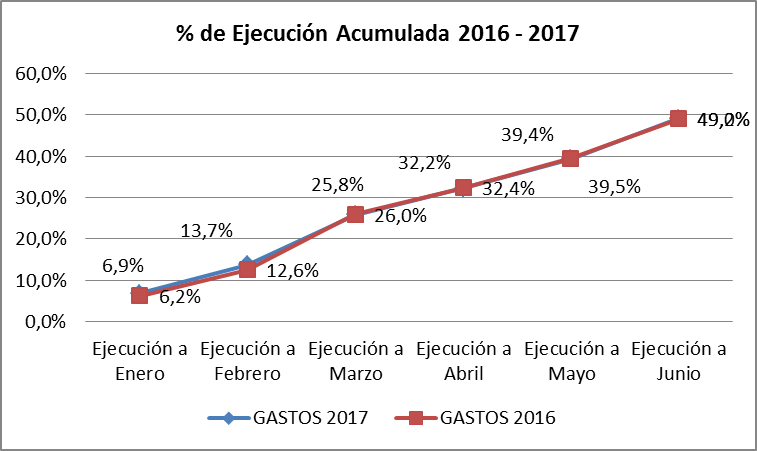 % de Ejecución Acumulada 2016 - 2017
60,0%
50,0%
40,0%
30,0%
20,0%
10,0%
0,0%
6,9%
13,7%
25,8%
32,2%
39,4%
6,2%
12,6%
26,0%
32,4%
39,5%
Ejecución a
Enero
Ejecución a
Febrero
Ejecución a
Marzo
Ejecución a
Abril
Ejecución a
Mayo
Ejecución a
Junio
GASTOS 2017
GASTOS 2016